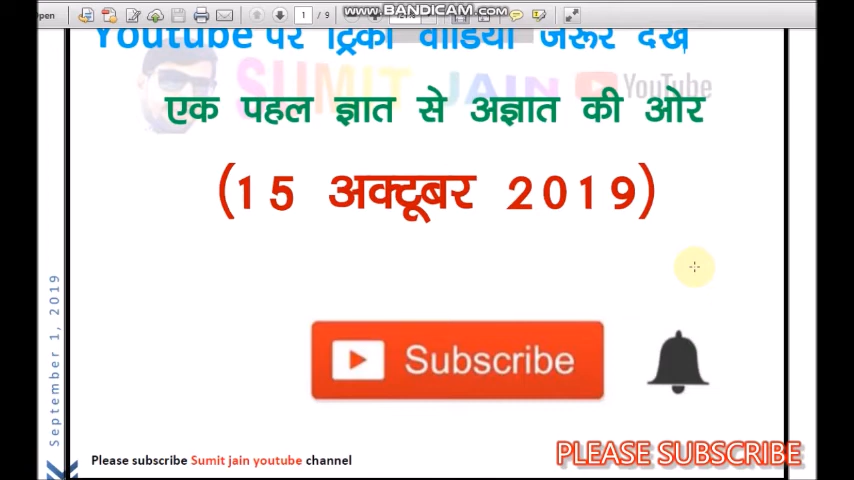 Open
1 / 9
www.BANDICAM.com
Youtube पर ट्रिकी वीडियो जरूर देखें
SUMIT JAIN YouTube
एक पहल ज्ञात से अज्ञात की ओर
(15 अक्टूबर 2019)
September 1, 2019
Subscribe
Please subscribe Sumit jain youtube channel
PLEASE SUBSCRIBE